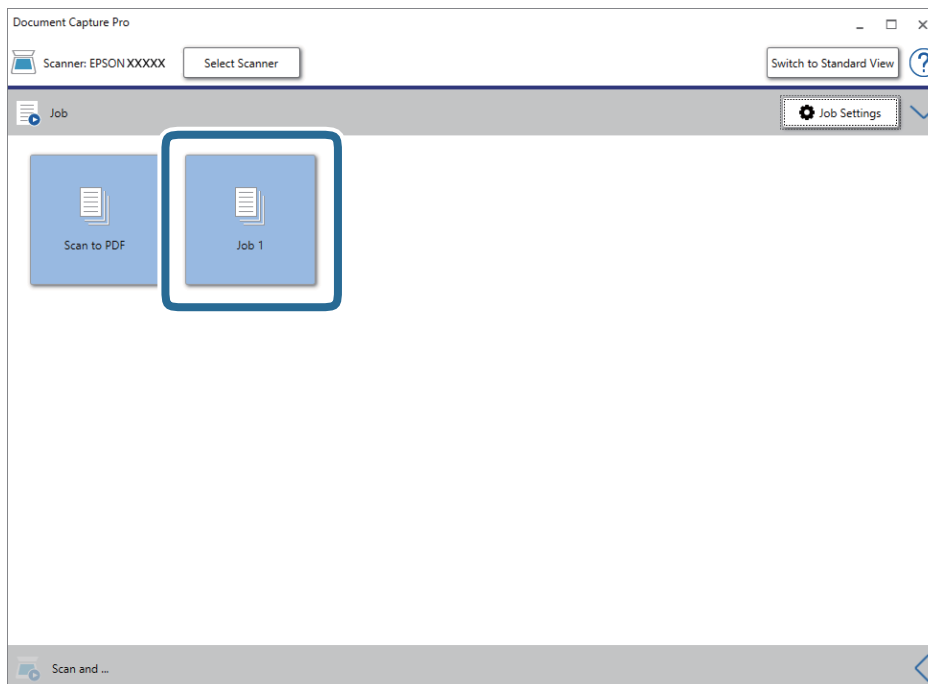 Document Capture Pro
Scanner: EPSON XXXXX
Select Scanner
Switch to Standard View
?
Job
Job Settings
Scan to PDF
Job 1
Scan and ...